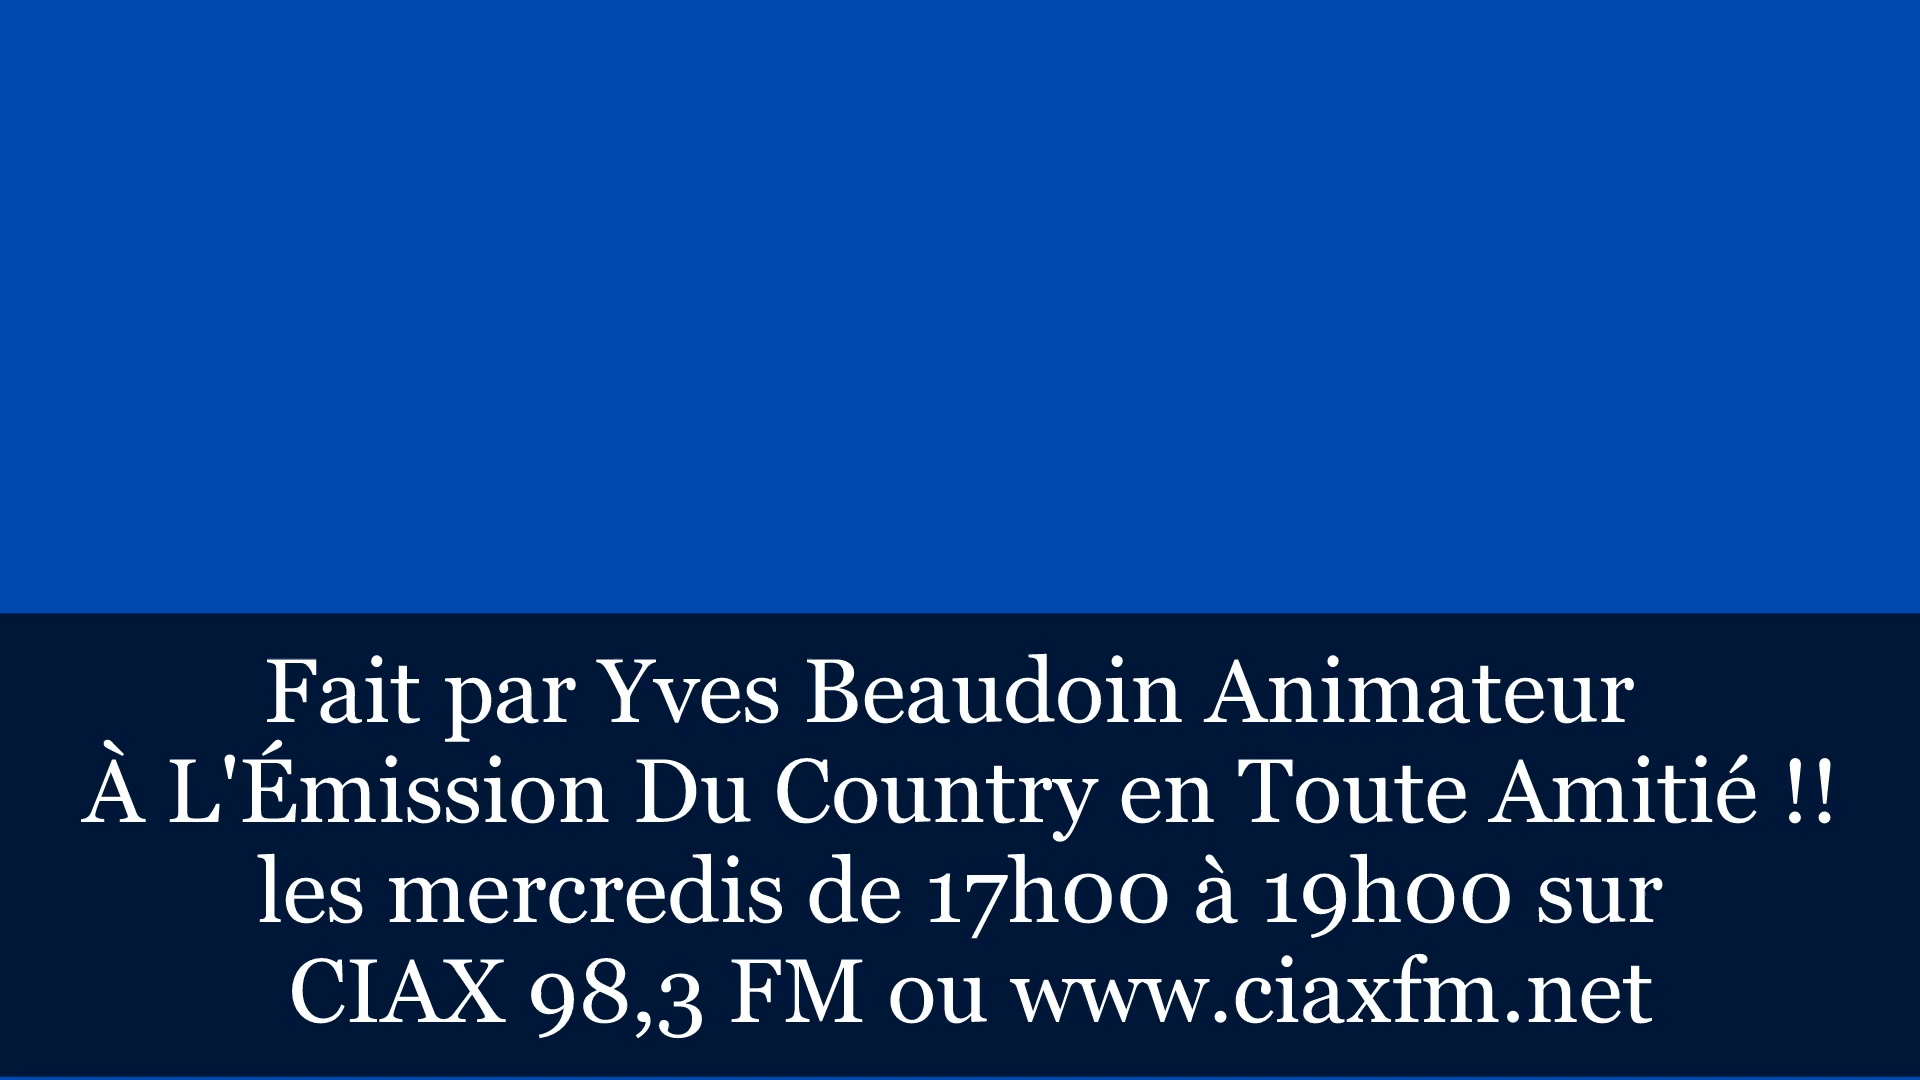 Fait par Yves Beaudoin Animateur
À L'Émission Du Country en Toute Amitié !!
les mercredis de 17h00 à 19h00 sur
CIAX 98,3 FM ou www.ciaxfm.net